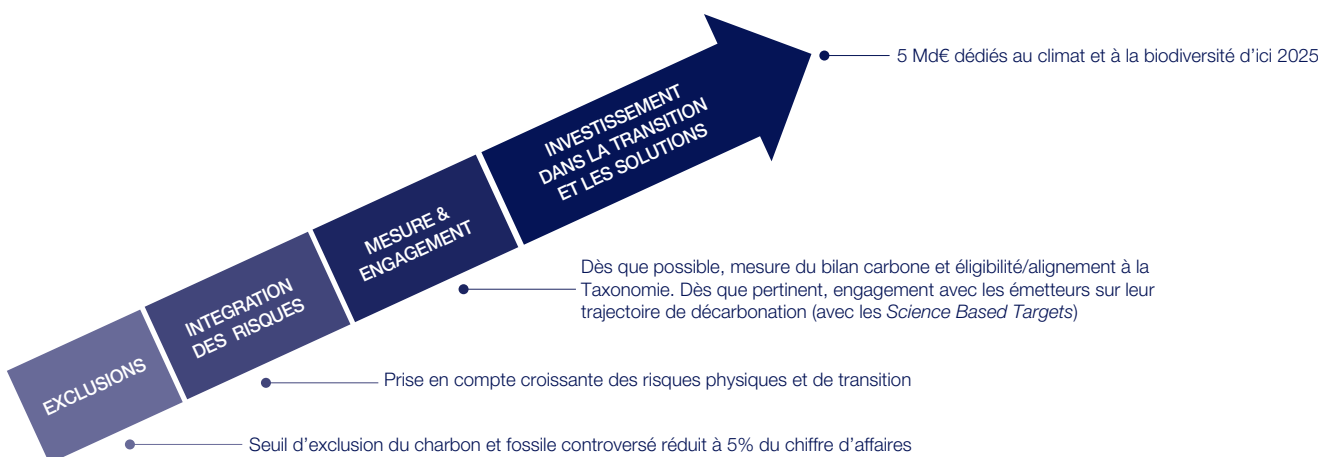 5 Md€ dédiés au climat et à la biodiversité d’ici 2025
INVESTISSEMENT
DANS LA TRANSITION
ET LES SOLUTIONS
MESURE &
ENGAGEMENT
Dès que possible, mesure du bilan carbone et éligibilité/alignement à la
Taxonomie. Dès que pertinent, engagement avec les émetteurs sur leur
trajectoire de décarbonation (avec les Science Based Targets)
INTEGRATION
DES RISQUES
Prise en compte croissante des risques physiques et de transition
EXCLUSIONS
Seuil d’exclusion du charbon et fossile controversé réduit à 5% du chiffre d’affaires